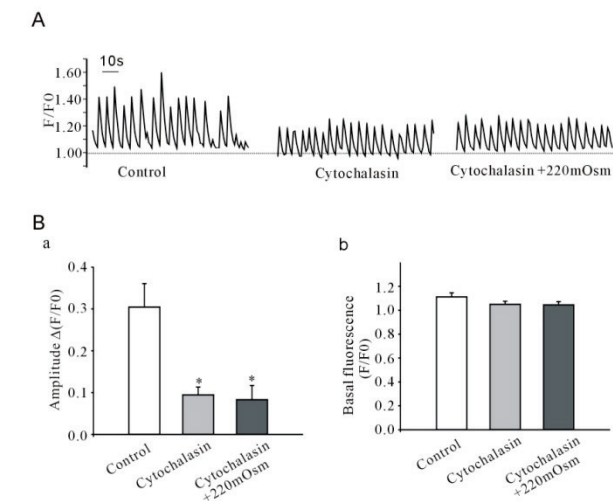 A
10s
1.60
1.40
1.20
1.00
F/F0
Control
Cytochalasin
Cytochalasin +220mOsm
B
a
0.4
0.3
0.2
0.1
0.0
Amplitude Δ(F/F0)
*
*
Control
Cytochalasin
Cytochalasin
+220mOsm
b
1.2
1.0
0.8
0.6
0.4
0.2
0.0
Basal fluorescence
(F/F0)
Control
Cytochalasin
Cytochalasin
+220mOsm